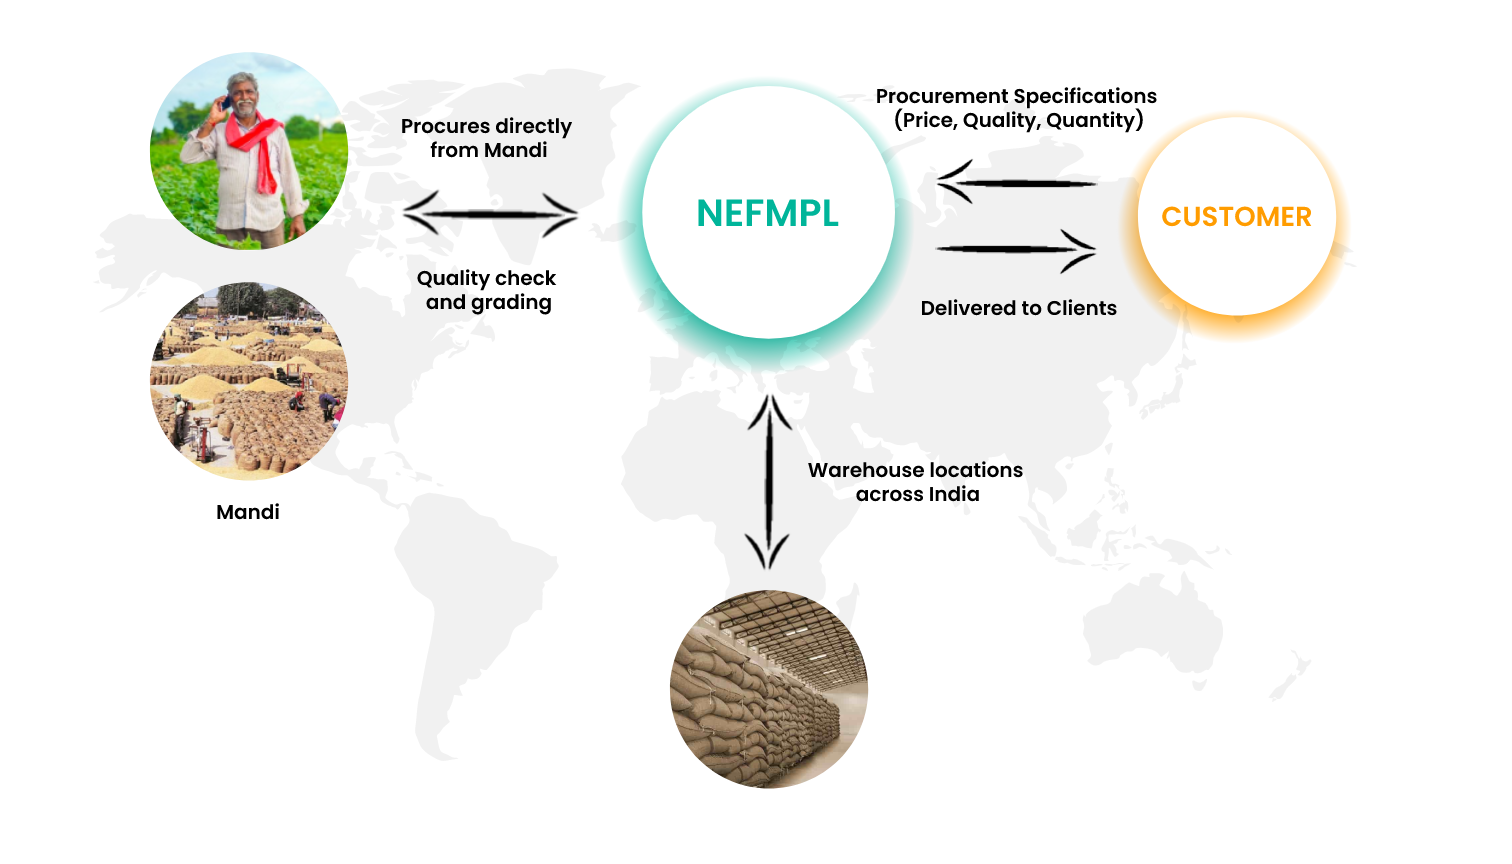 Procures directly
from Mandi
Quality check
and grading
Mandi
NEFMPL
Procurement Specifications
(Price, Quality, Quantity)
Delivered to Clients
CUSTOMER
Warehouse locations
across India